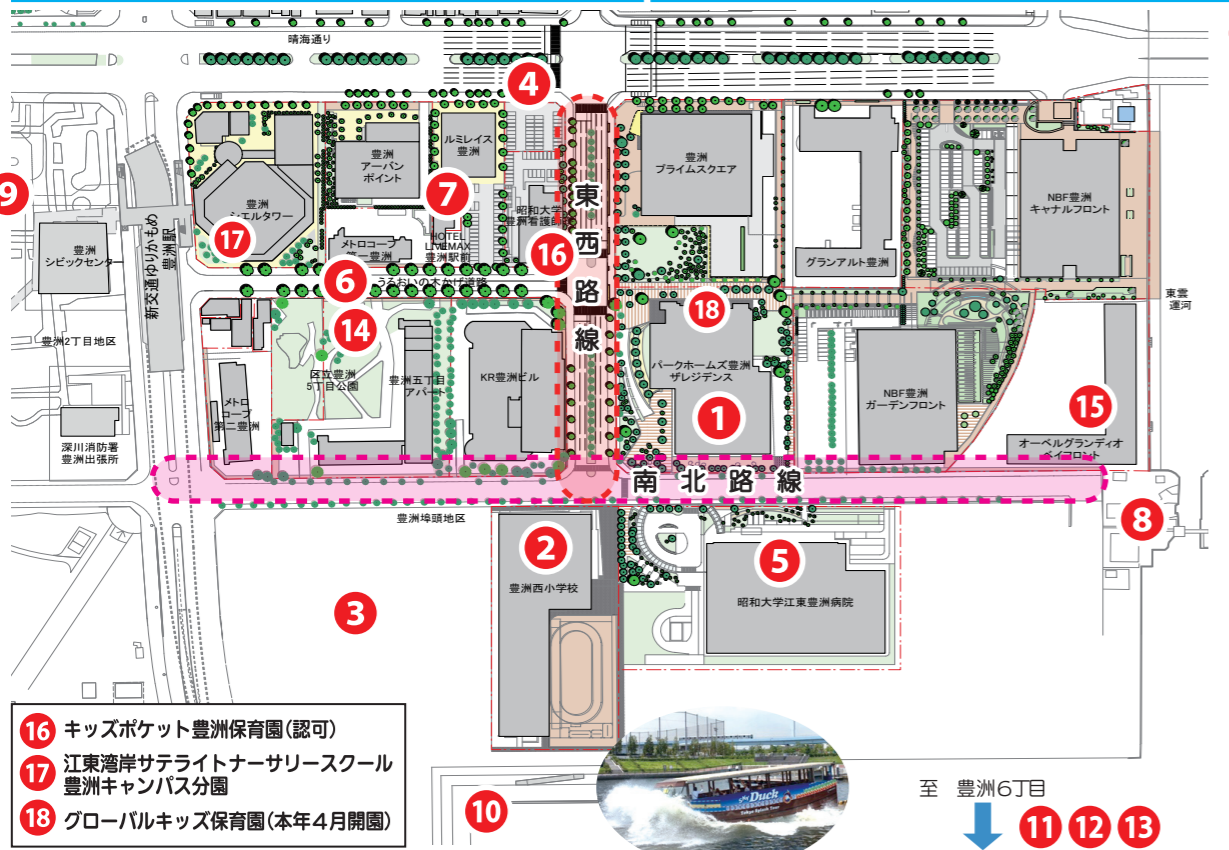 晴海通り
4
ルミレイス
豊洲
豊洲
アーバン
ポイント
豊洲
プライムスクエア
NBF豊洲
キャナルフロント
9
7
東西路線
新交通ゆりかもめ
豊洲駅
豊洲
シビックセンター
豊洲
シエルタワー
17
メトロコープ
第一豊洲
HOTEL
LIVEMAX
豊洲駅前
昭和大学
豊洲看護師寮
16
グランアルト豊洲
6
うるおいの木かげ道路
東雲
運河
18
14
豊洲2丁目地区
区立豊洲
5丁目公園
豊洲五丁目
アパート
KR豊洲ビル
パークホームズ豊洲
ザレジデンス
1
NBF豊洲
ガーデンフロント
15
オーベルグランディオ
ベイフロント
メトロ
コープ
第二豊洲
深川消防署
豊洲出張所
南北路線
豊洲埠頭地区
8
2
豊洲西小学校
5
昭和大学江東豊洲病院
3
16 キッズポケット豊洲保育園(認可)
17 江東湾岸サテライトナーサリースクール
豊洲キャンパス分園
18 グローバルキッズ保育園(本年4月開園)
10
Sky Duck
至 豊洲6丁目
11 12 13